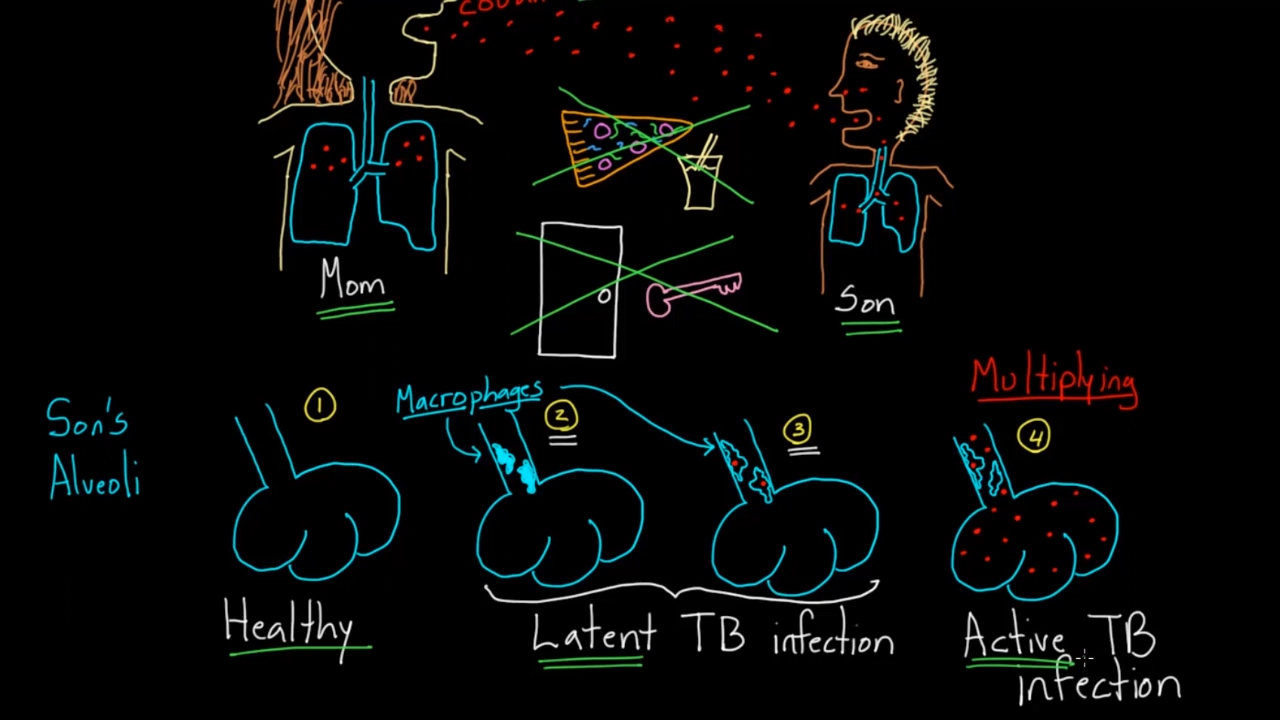 Mom
Son
Multiplying
Son's
Alveoli
1
Macrophages
2
3
4
Healthy
Latent TB infection
Active TB
infection